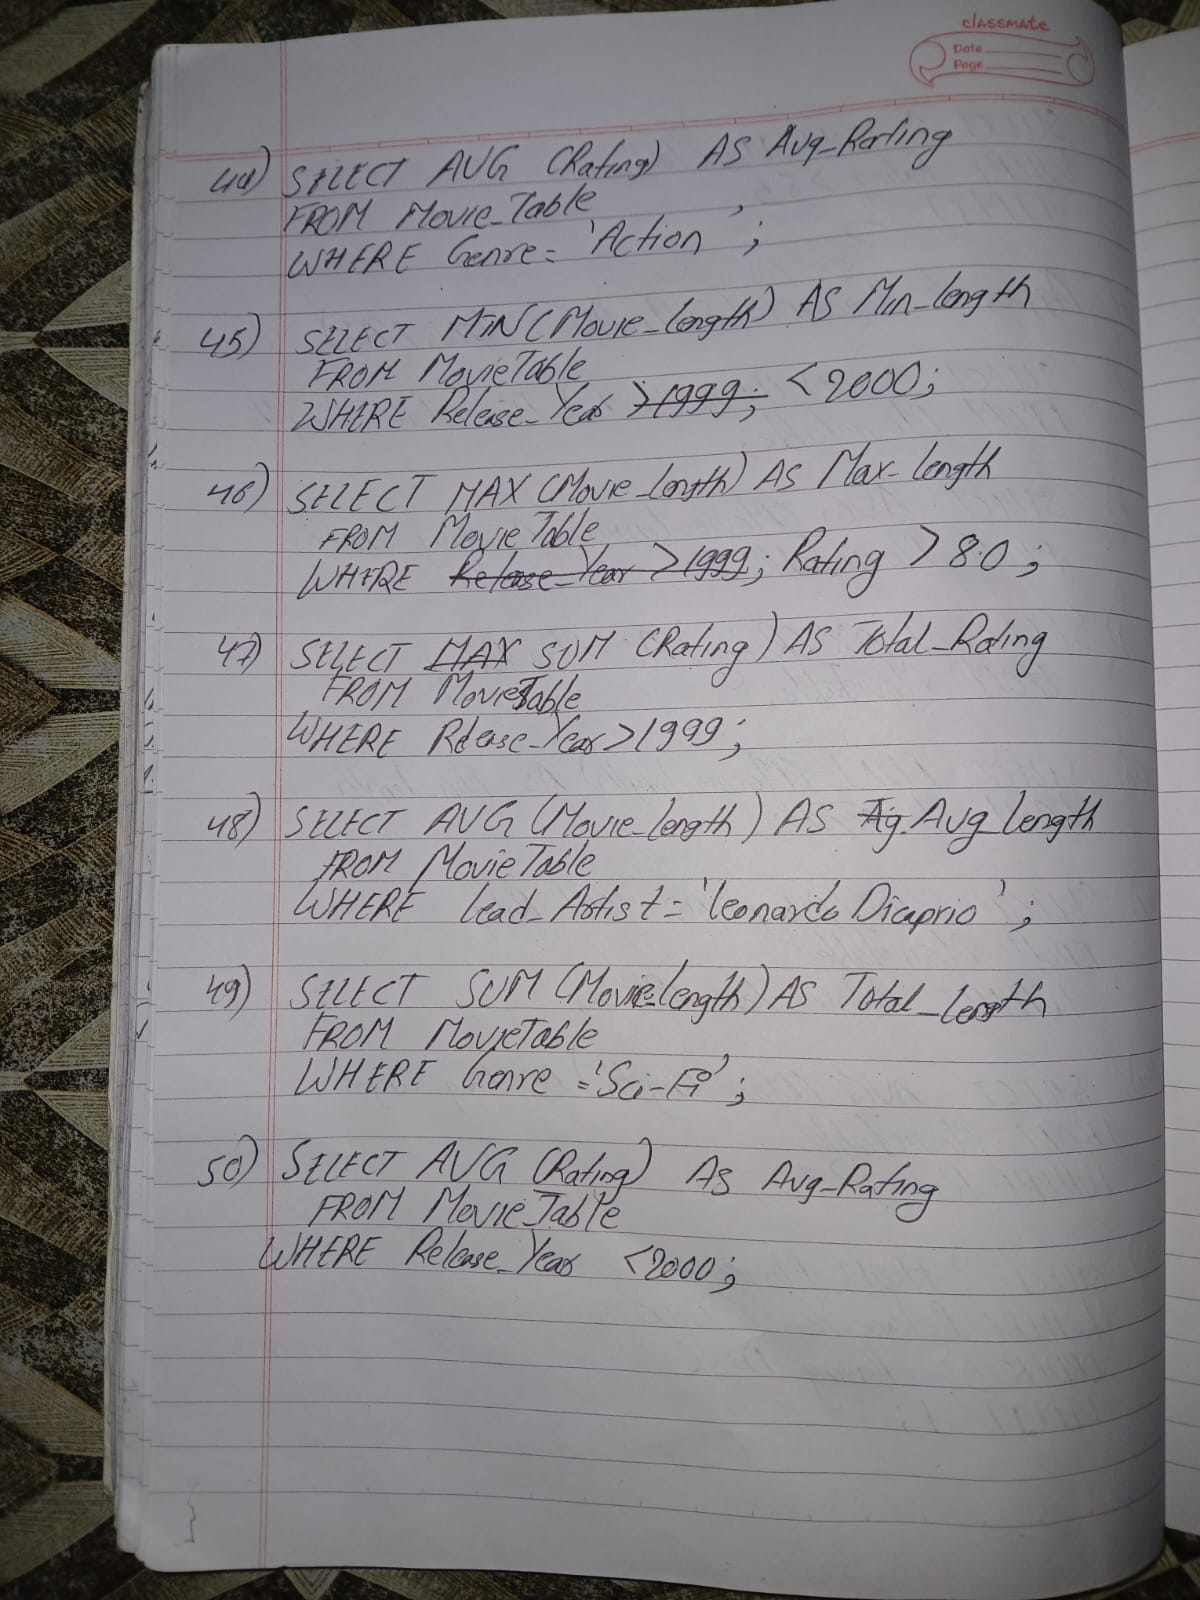 classmate
Date
Page
44) SELECT AVG (Rating) AS Avg_Rating
FROM Movie_Table
WHERE Genre = 'Action';
45) SELECT MIN(Movie_length) AS Min_length
FROM MovieTable
WHERE Release_Year >1999; <2000;
46) SELECT MAX (Movie_length) AS Max_length
FROM MovieTable
WHERE Release_Year >1999; Rating >8.0;
47) SELECT MAX SUM (Rating) AS Total_Rating
FROM MovieTable
WHERE Release_Year>1999;
48) SELECT AVG (Movie_length) AS Avg_length
FROM MovieTable
WHERE lead_Artist = 'leonardo Dicaprio';
49) SELECT SUM (Movie_length) AS Total_length
FROM MovieTable
WHERE Genre = 'Sci-Fi';
50) SELECT AVG (Rating) AS Avg_Rating
FROM Movie_Table
WHERE Release_Year <2000;